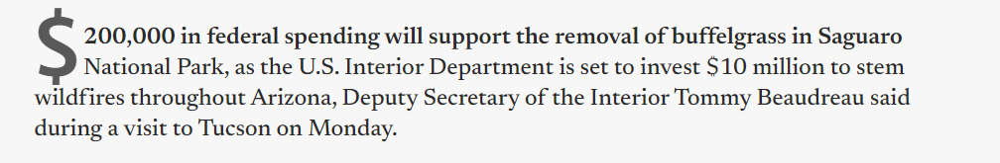 $200,000 in federal spending will support the removal of buffelgrass in Saguaro
National Park, as the U.S. Interior Department is set to invest $10 million to stem
wildfires throughout Arizona, Deputy Secretary of the Interior Tommy Beaudreau said
during a visit to Tucson on Monday.